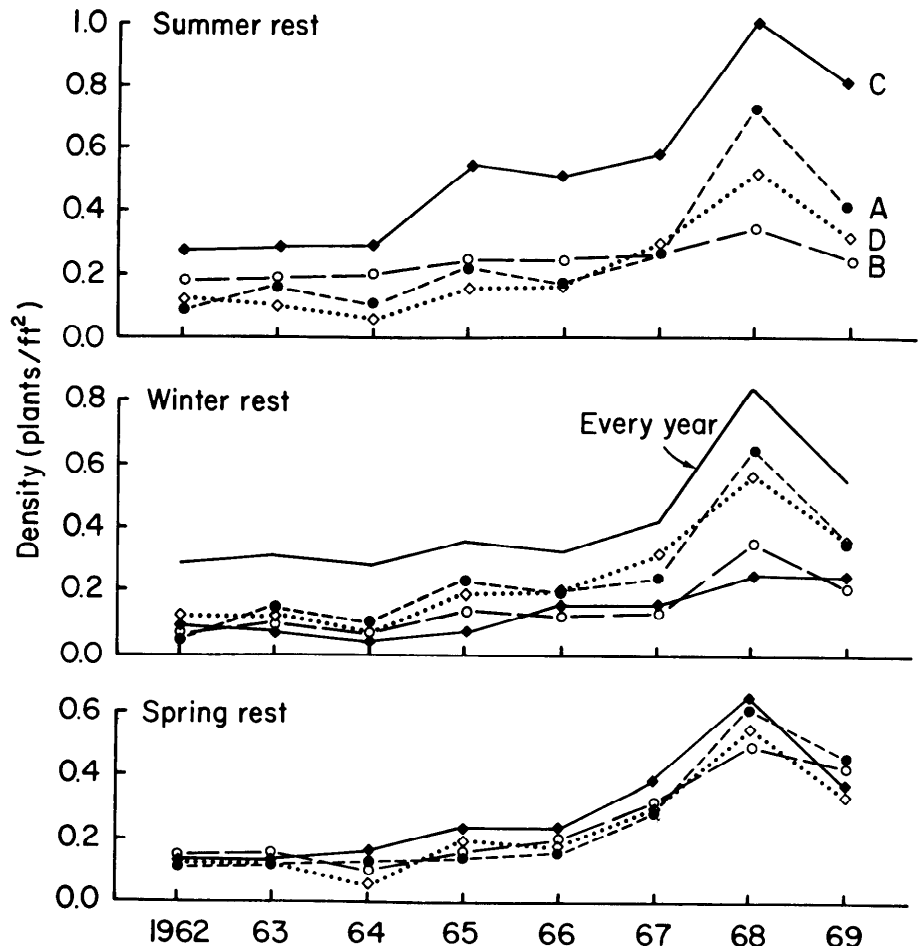 Summer rest
1.0
0.8
0.6
0.4
0.2
0.0
C
A
D
B
Density (plants/ft²)
Winter rest
Every year
0.8
0.6
0.4
0.2
0.0
Spring rest
0.6
0.4
0.2
0.0
1962 63 64 65 66 67 68 69